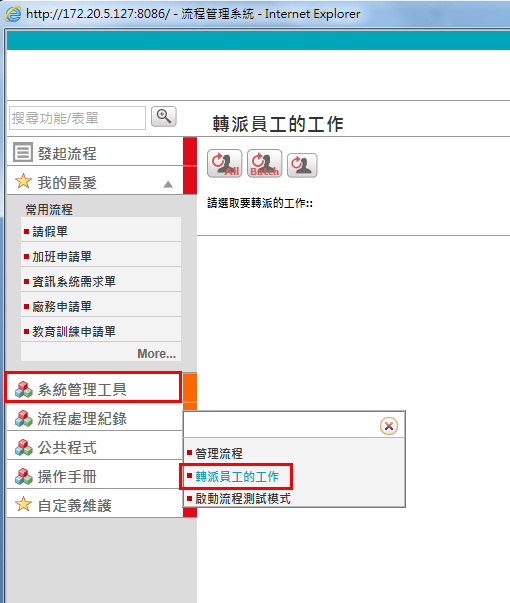 http://172.20.5.127:8086/ - 流程管理系統 - Internet Explorer
搜尋功能/表單
轉派員工的工作
發起流程
All
Batch
我的最愛
請選取要轉派的工作::
常用流程
請假單
加班申請單
資訊系統需求單
廠務申請單
教育訓練申請單
More...
系統管理工具
流程處理紀錄
公共程式
操作手冊
自定義維護
管理流程
轉派員工的工作
啟動流程測試模式